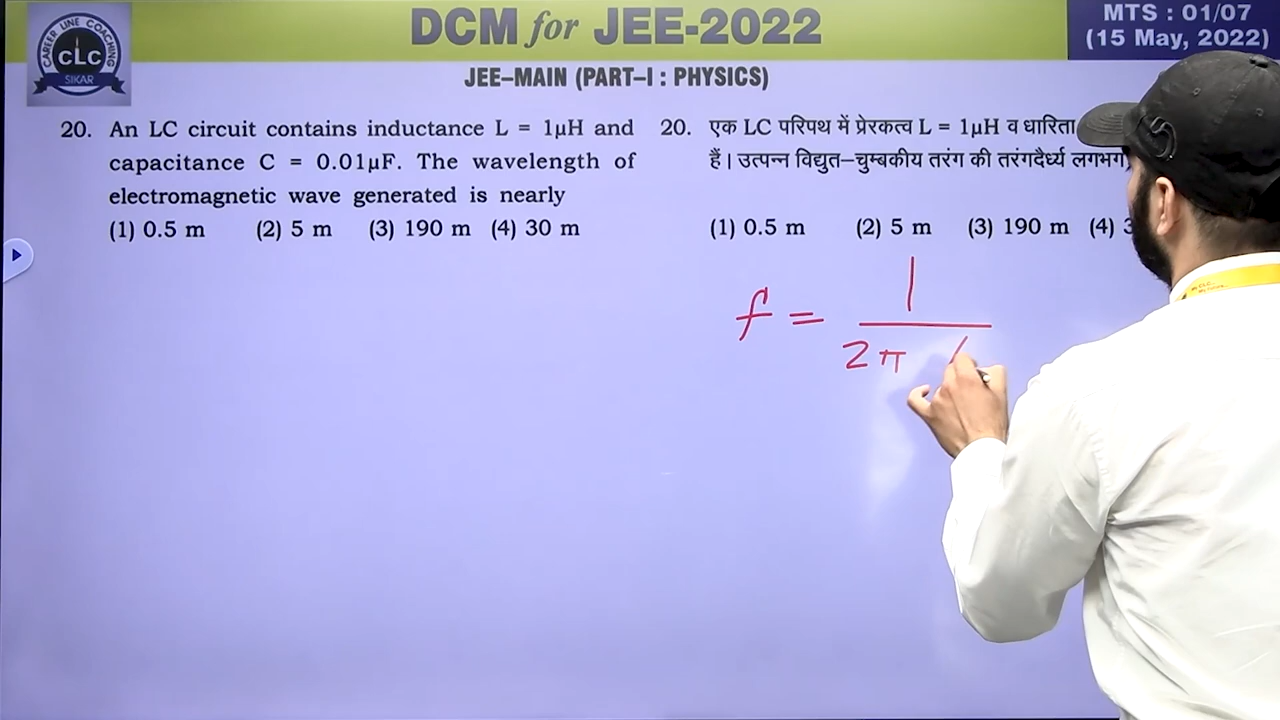 DCM for JEE-2022
MTS : 01/07
(15 May, 2022)
CAREER LINE COACHING
CLC
SIKAR
JEE–MAIN (PART–I : PHYSICS)
20. An LC circuit contains inductance L = 1μH and
capacitance C = 0.01μF. The wavelength of
electromagnetic wave generated is nearly
(1) 0.5 m (2) 5 m (3) 190 m (4) 30 m
20. एक LC परिपथ में प्रेरकत्व L = 1μH व धारिता
हैं। उत्पन्न विद्युत–चुम्बकीय तरंग की तरंगदैर्ध्य लगभग
(1) 0.5 m (2) 5 m (3) 190 m (4) 3
f = 1
2π